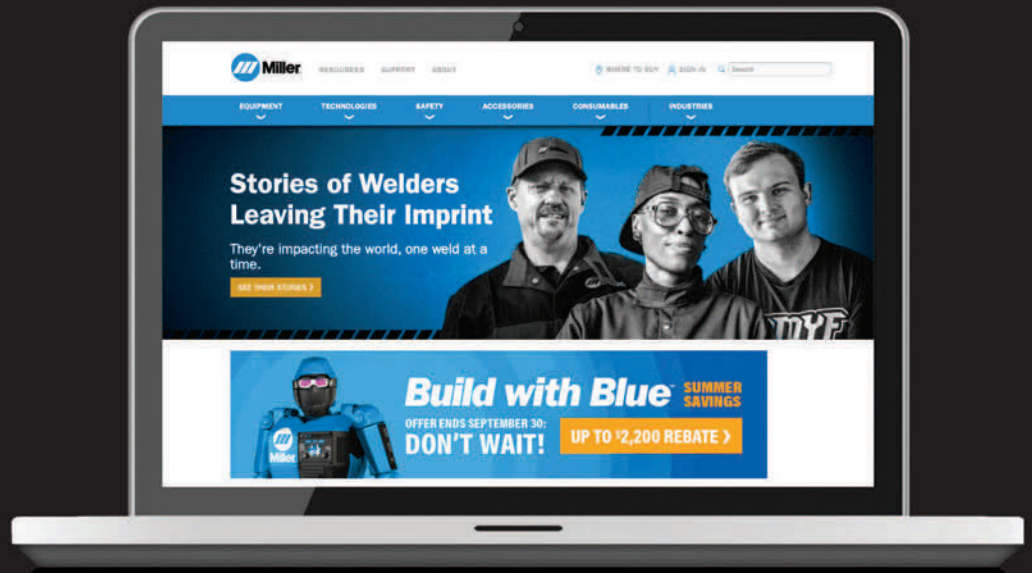 Miller
RESOURCES SUPPORT ABOUT
WHERE TO BUY SIGN IN Search
EQUIPMENT TECHNOLOGIES SAFETY ACCESSORIES CONSUMABLES INDUSTRIES
Stories of Welders
Leaving Their Imprint
They're impacting the world, one weld at a
time.
SEE THEIR STORIES >
MYF
Build with Blue™ SUMMER
SAVINGS
OFFER ENDS SEPTEMBER 30:
DON'T WAIT!
UP TO $2,200 REBATE >
Miller